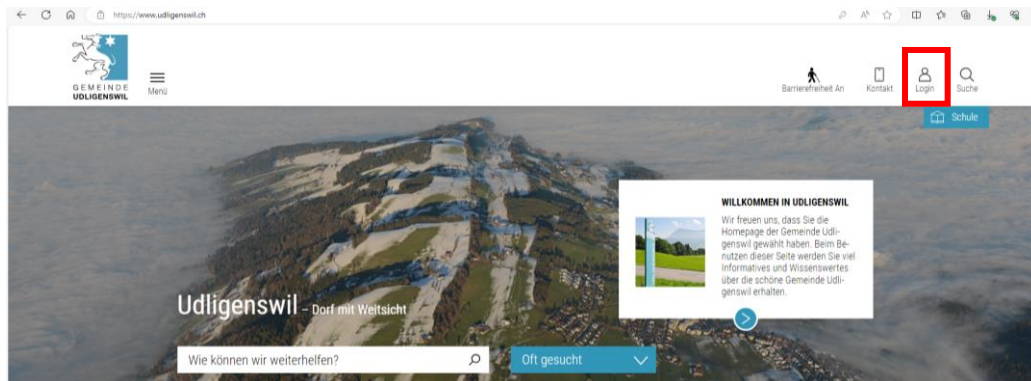 https://www.udligenswil.ch
GEMEINDE
UDLIGENSWIL
Menü
Barrierefreiheit An
Kontakt
Login
Suche
Schule
WILLKOMMEN IN UDLIGENSWIL
Wir freuen uns, dass Sie die
Homepage der Gemeinde Udli-
genswil gewählt haben. Beim Be-
nutzen dieser Seite werden Sie viel
Informatives und Wissenswertes
über die schöne Gemeinde Udli-
genswil erhalten.
Udligenswil – Dorf mit Weitsicht
Wie können wir weiterhelfen?
Oft gesucht